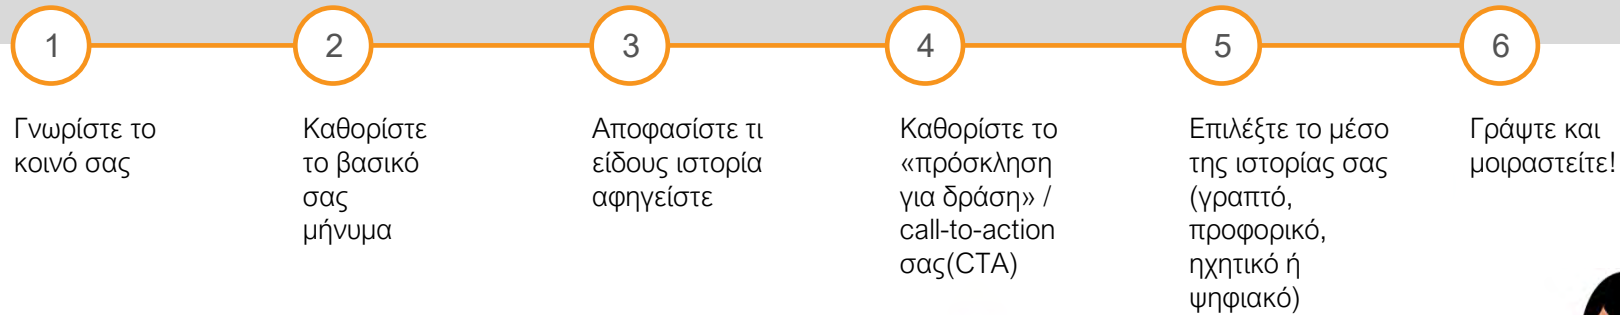 1
2
3
4
5
6
Γνωρίστε το
κοινό σας
Καθορίστε
το βασικό
σας
μήνυμα
Αποφασίστε τι
είδους ιστορία
αφηγείστε
Καθορίστε το
«πρόσκληση
για δράση» /
call-to-action
σας(CTA)
Επιλέξτε το μέσο
της ιστορίας σας
(γραπτό,
προφορικό,
ηχητικό ή
ψηφιακό)
Γράψτε και
μοιραστείτε!